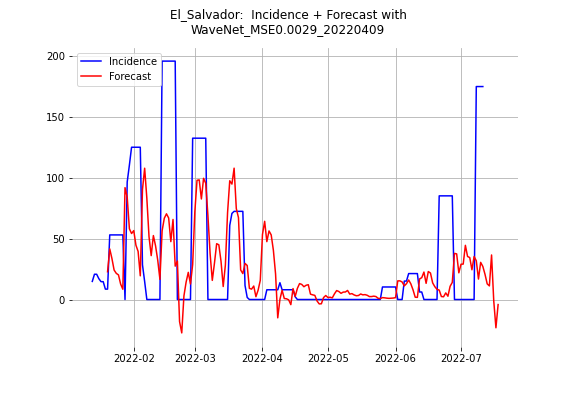 El_Salvador:  Incidence + Forecast with
WaveNet_MSE0.0029_20220409
Incidence
Forecast
200
150
100
50
0
2022-02
2022-03
2022-04
2022-05
2022-06
2022-07